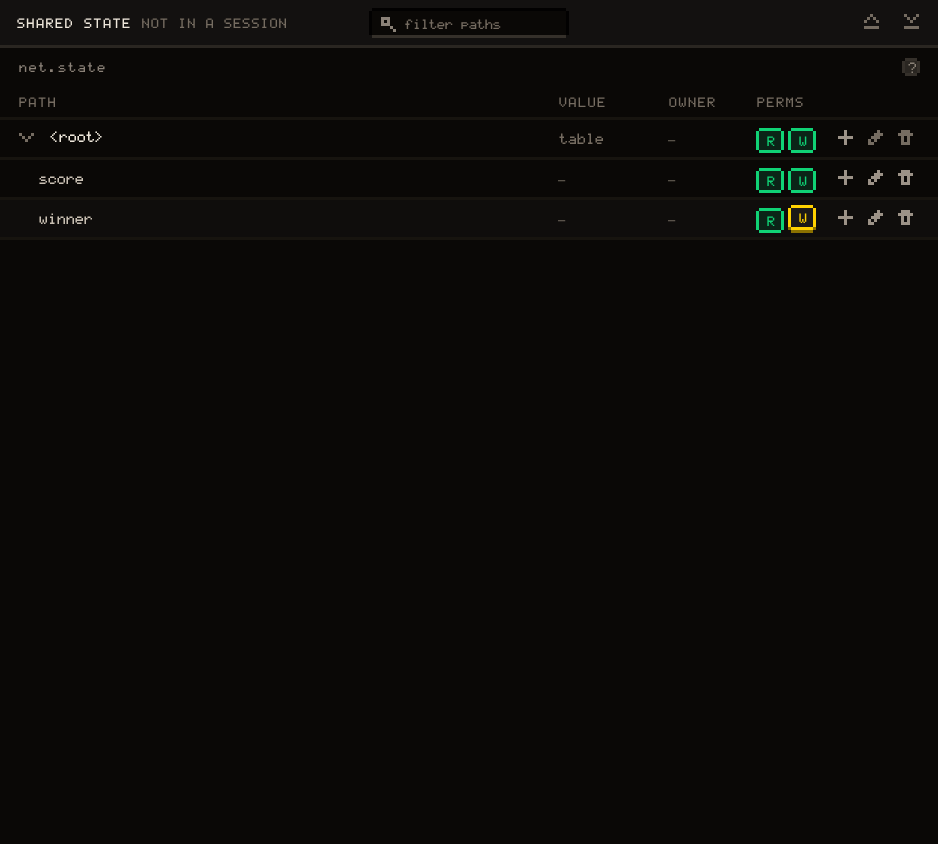 SHARED STATE NOT IN A SESSION filter paths
net.state ?
PATH VALUE OWNER PERMS
<root> table – R W
score – – R W
winner – – R W